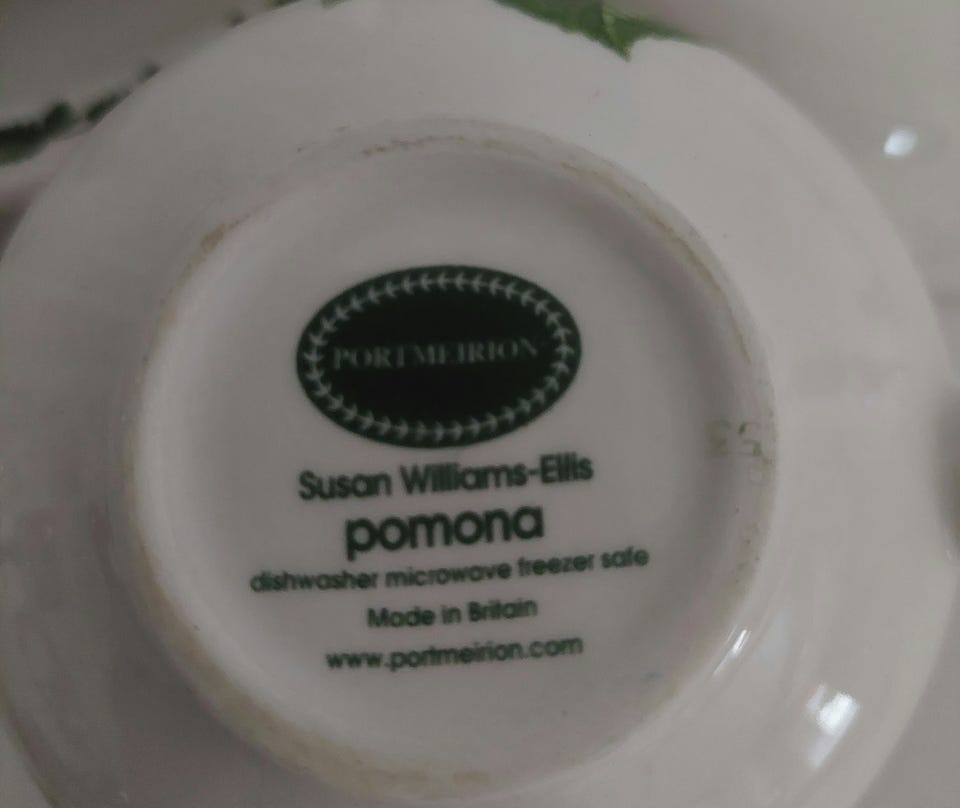 PORTMEIRION
Susan Williams-Ellis
pomona
dishwasher microwave freezer safe
Made in Britain
www.portmeirion.com